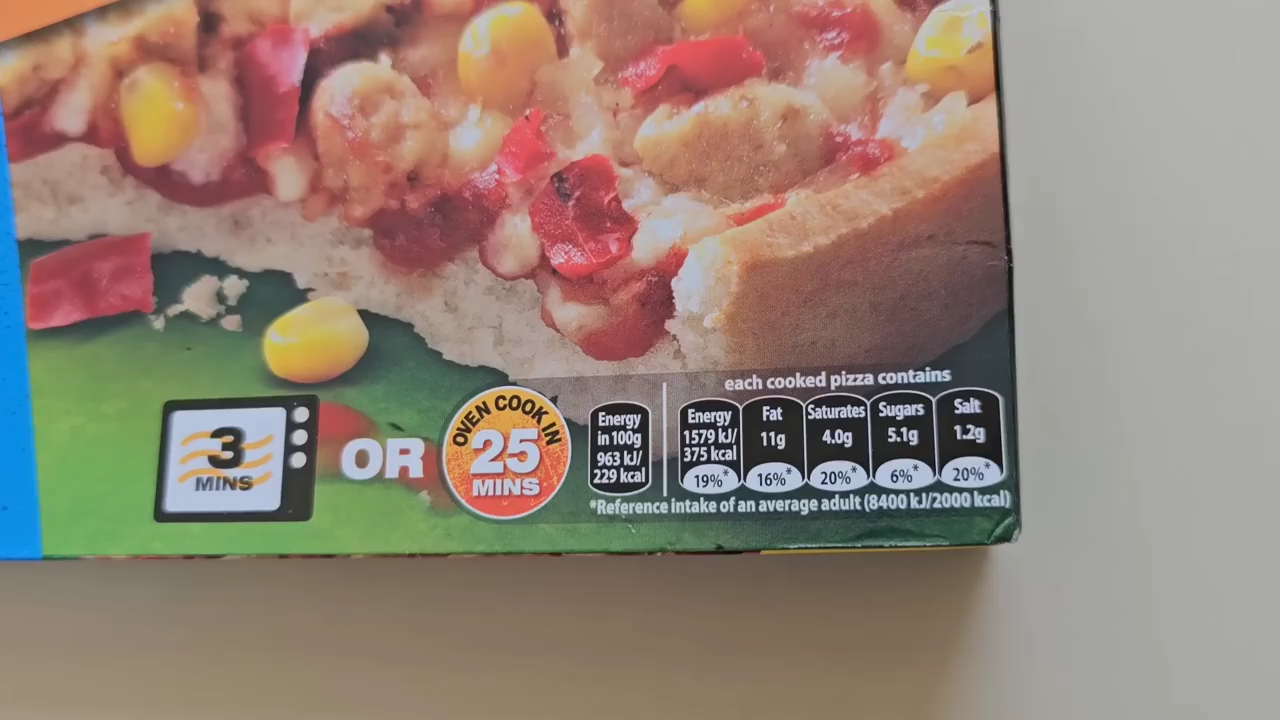 each cooked pizza contains
3
MINS
OR
OVEN COOK IN
25
MINS
Energy
in 100g
963 kJ/
229 kcal
Energy
1579 kJ/
375 kcal
19%*
Fat
11g
16%*
Saturates
4.0g
20%*
Sugars
5.1g
6%*
Salt
1.2g
20%*
*Reference intake of an average adult (8400 kJ/2000 kcal)